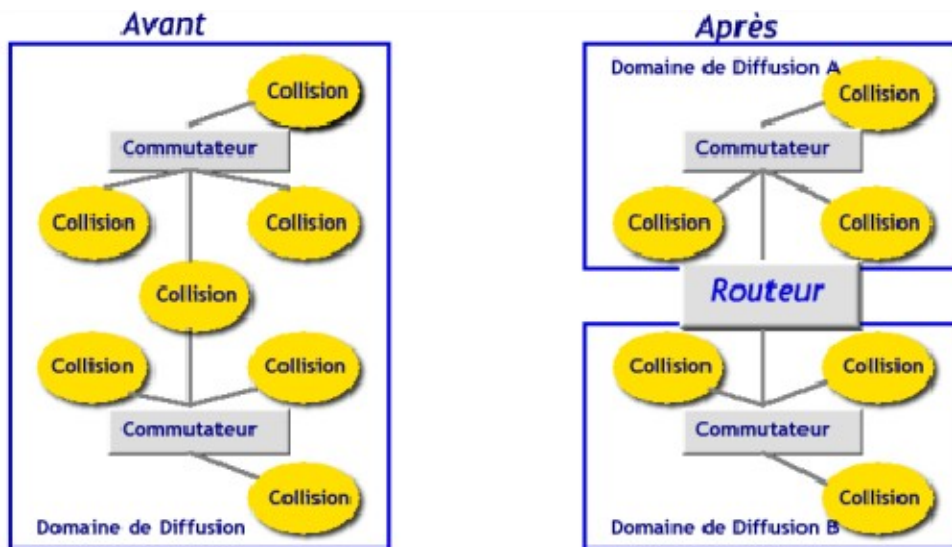 Avant
Collision
Commutateur
Collision
Collision
Collision
Collision
Collision
Commutateur
Collision
Domaine de Diffusion
Après
Domaine de Diffusion A
Collision
Commutateur
Collision
Collision
Routeur
Collision
Collision
Commutateur
Collision
Domaine de Diffusion B